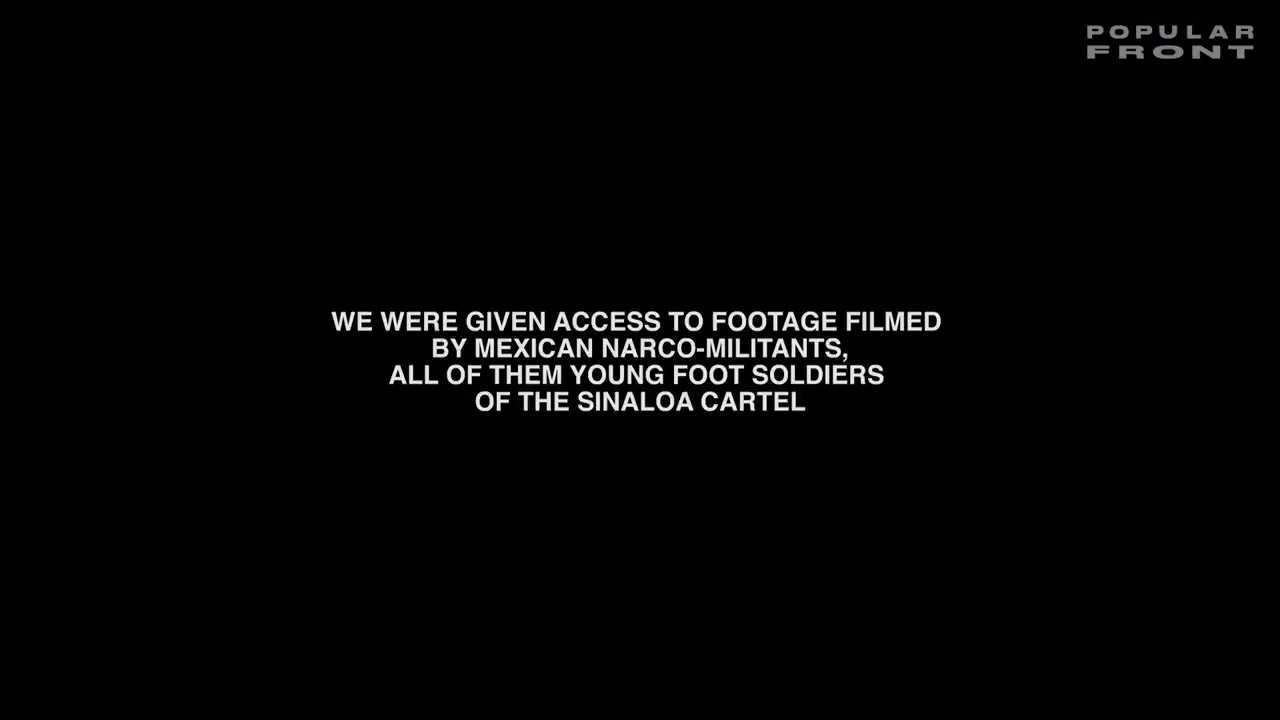 POPULAR
FRONT
WE WERE GIVEN ACCESS TO FOOTAGE FILMED
BY MEXICAN NARCO-MILITANTS,
ALL OF THEM YOUNG FOOT SOLDIERS
OF THE SINALOA CARTEL